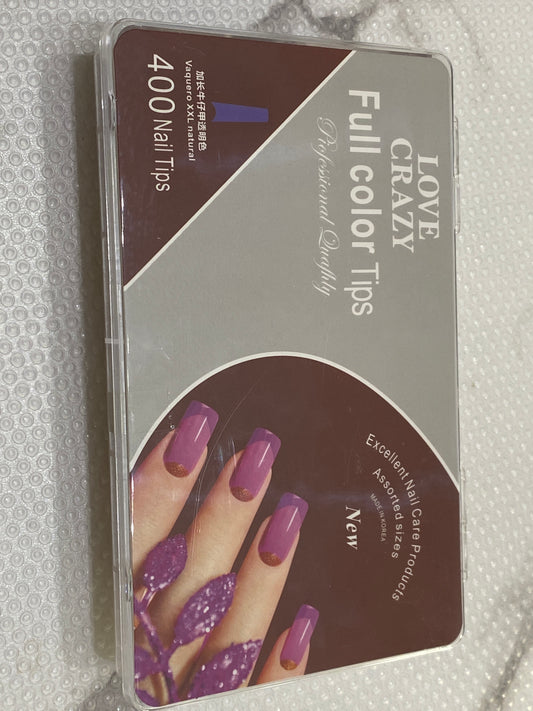 LOVE
CRAZY
Full color Tips
Professional Quafhly
加长牛仔甲透明色
Vaquero XXL natural
400 Nail Tips
Excellent Nail Care Products
Assorted sizes
MADE IN KOREA
New